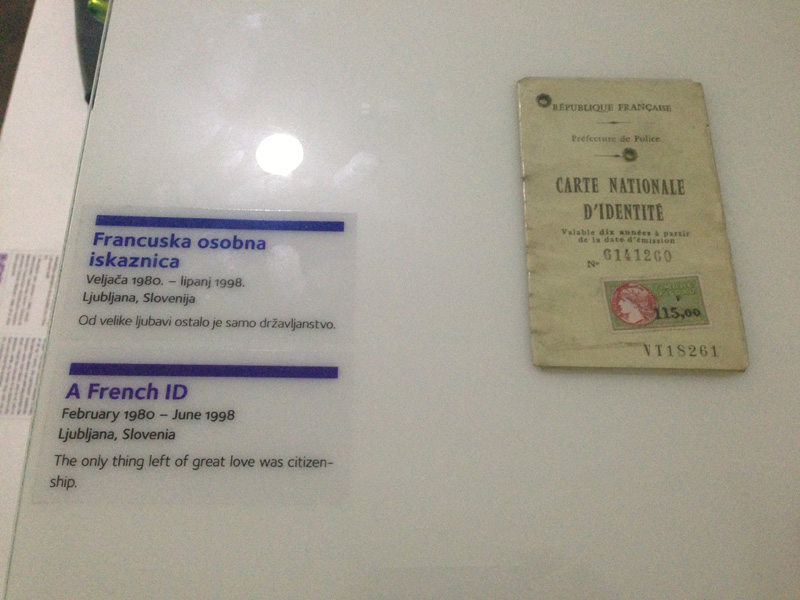 Francuska osobna
iskaznica
Veljača 1980. – lipanj 1998.
Ljubljana, Slovenija
Od velike ljubavi ostalo je samo državljanstvo.
A French ID
February 1980 – June 1998
Ljubljana, Slovenia
The only thing left of great love was citizen-
ship.
RÉPUBLIQUE FRANÇAISE
Préfecture de Police
CARTE NATIONALE
D'IDENTITÉ
Valable dix années à partir
de la date d'émission
N° 6141260
F
115,00
VT18261